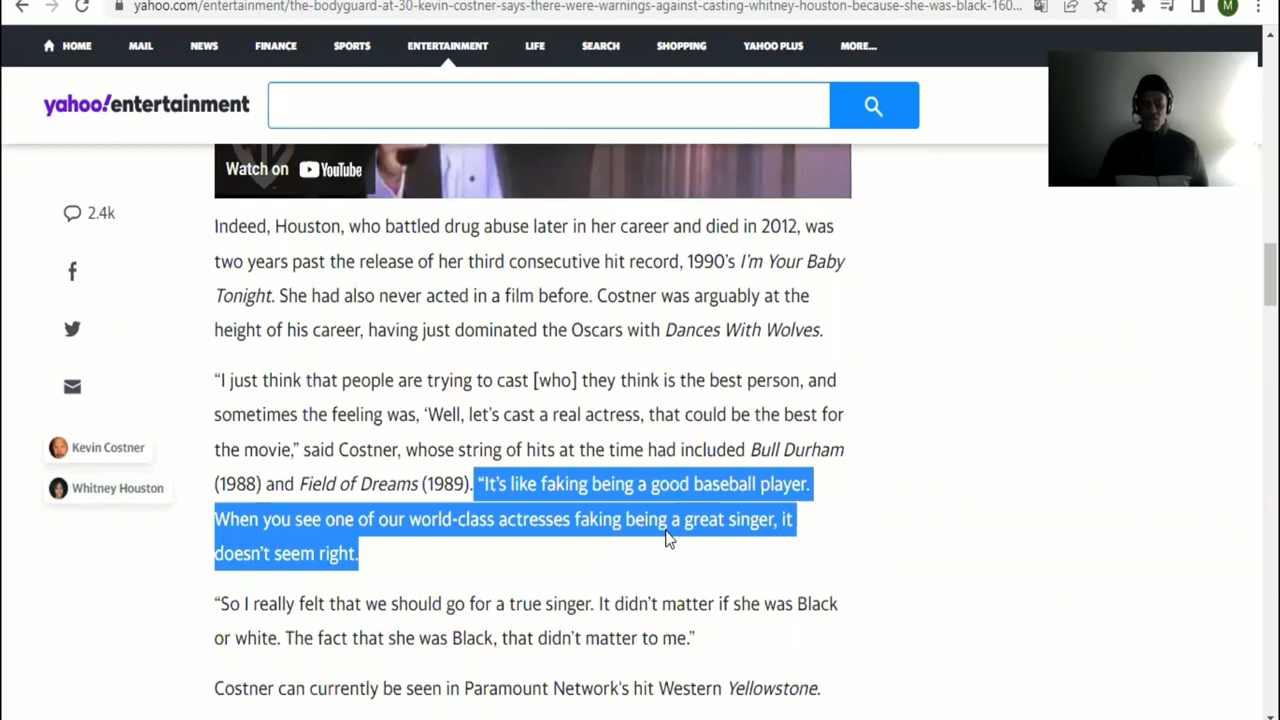 yahoo.com/entertainment/the-bodyguard-at-30-kevin-costner-says-there-were-warnings-against-casting-whitney-houston-because-she-was-black-160...
M
HOME MAIL NEWS FINANCE SPORTS ENTERTAINMENT LIFE SEARCH SHOPPING YAHOO PLUS MORE...
yahoo!entertainment
Watch on YouTube
2.4k
Indeed, Houston, who battled drug abuse later in her career and died in 2012, was
two years past the release of her third consecutive hit record, 1990's I'm Your Baby
Tonight. She had also never acted in a film before. Costner was arguably at the
height of his career, having just dominated the Oscars with Dances With Wolves.
“I just think that people are trying to cast [who] they think is the best person, and
sometimes the feeling was, ‘Well, let’s cast a real actress, that could be the best for
the movie,” said Costner, whose string of hits at the time had included Bull Durham
(1988) and Field of Dreams (1989). “It’s like faking being a good baseball player.
When you see one of our world-class actresses faking being a great singer, it
doesn’t seem right.
“So I really felt that we should go for a true singer. It didn’t matter if she was Black
or white. The fact that she was Black, that didn’t matter to me.”
Costner can currently be seen in Paramount Network's hit Western Yellowstone.
Kevin Costner
Whitney Houston